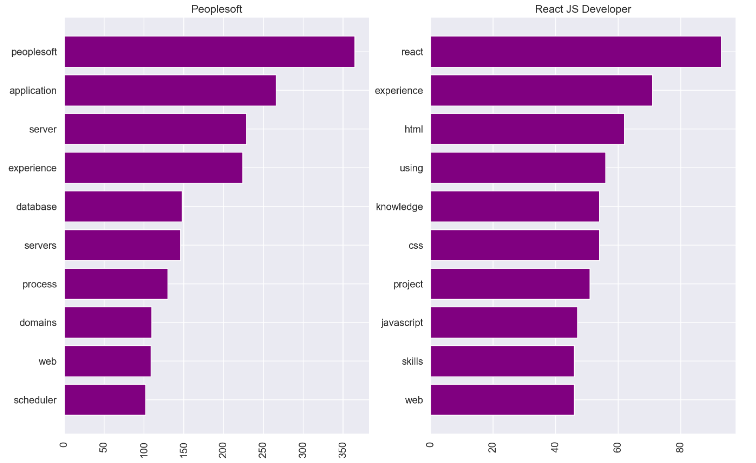 Peoplesoft
peoplesoft
application
server
experience
database
servers
process
domains
web
scheduler
0
50
100
150
200
250
300
350
React JS Developer
react
experience
html
using
knowledge
css
project
javascript
skills
web
0
20
40
60
80